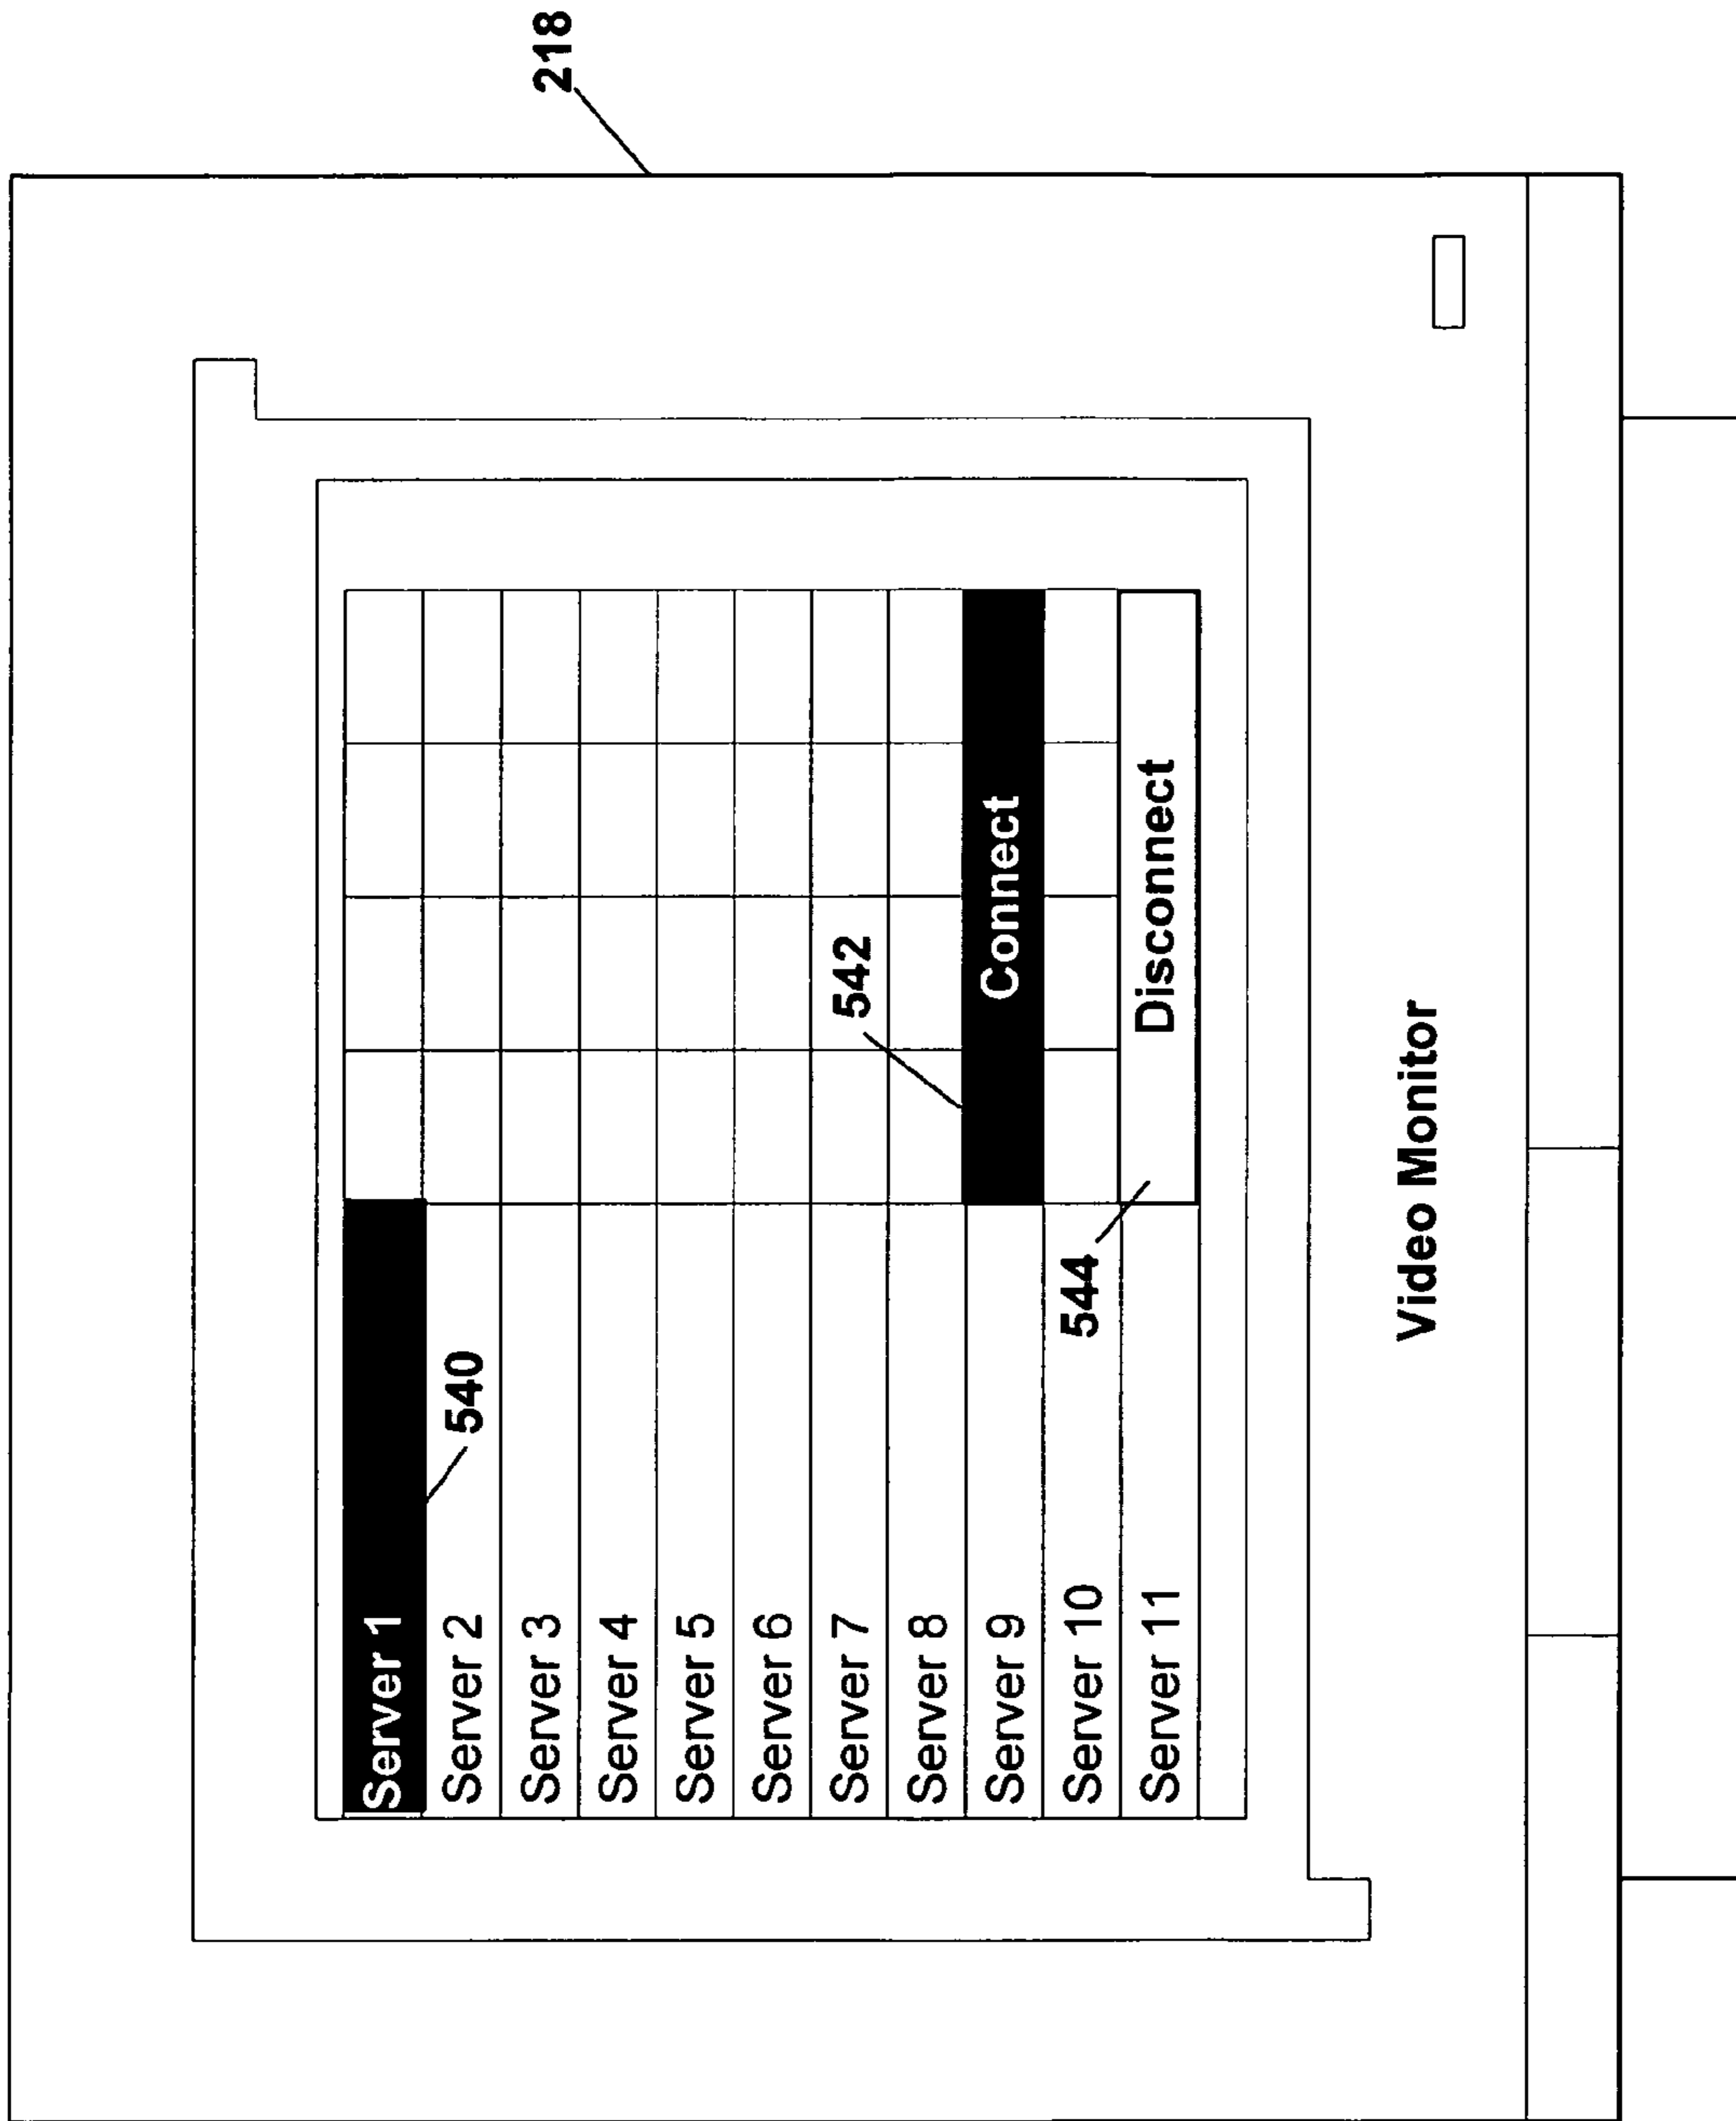 218
Server 1
540
Server 2
Server 3
Server 4
Server 5
Server 6
Server 7
542
Server 8
Server 9
Connect
Server 10
544
Server 11
Disconnect
Video Monitor